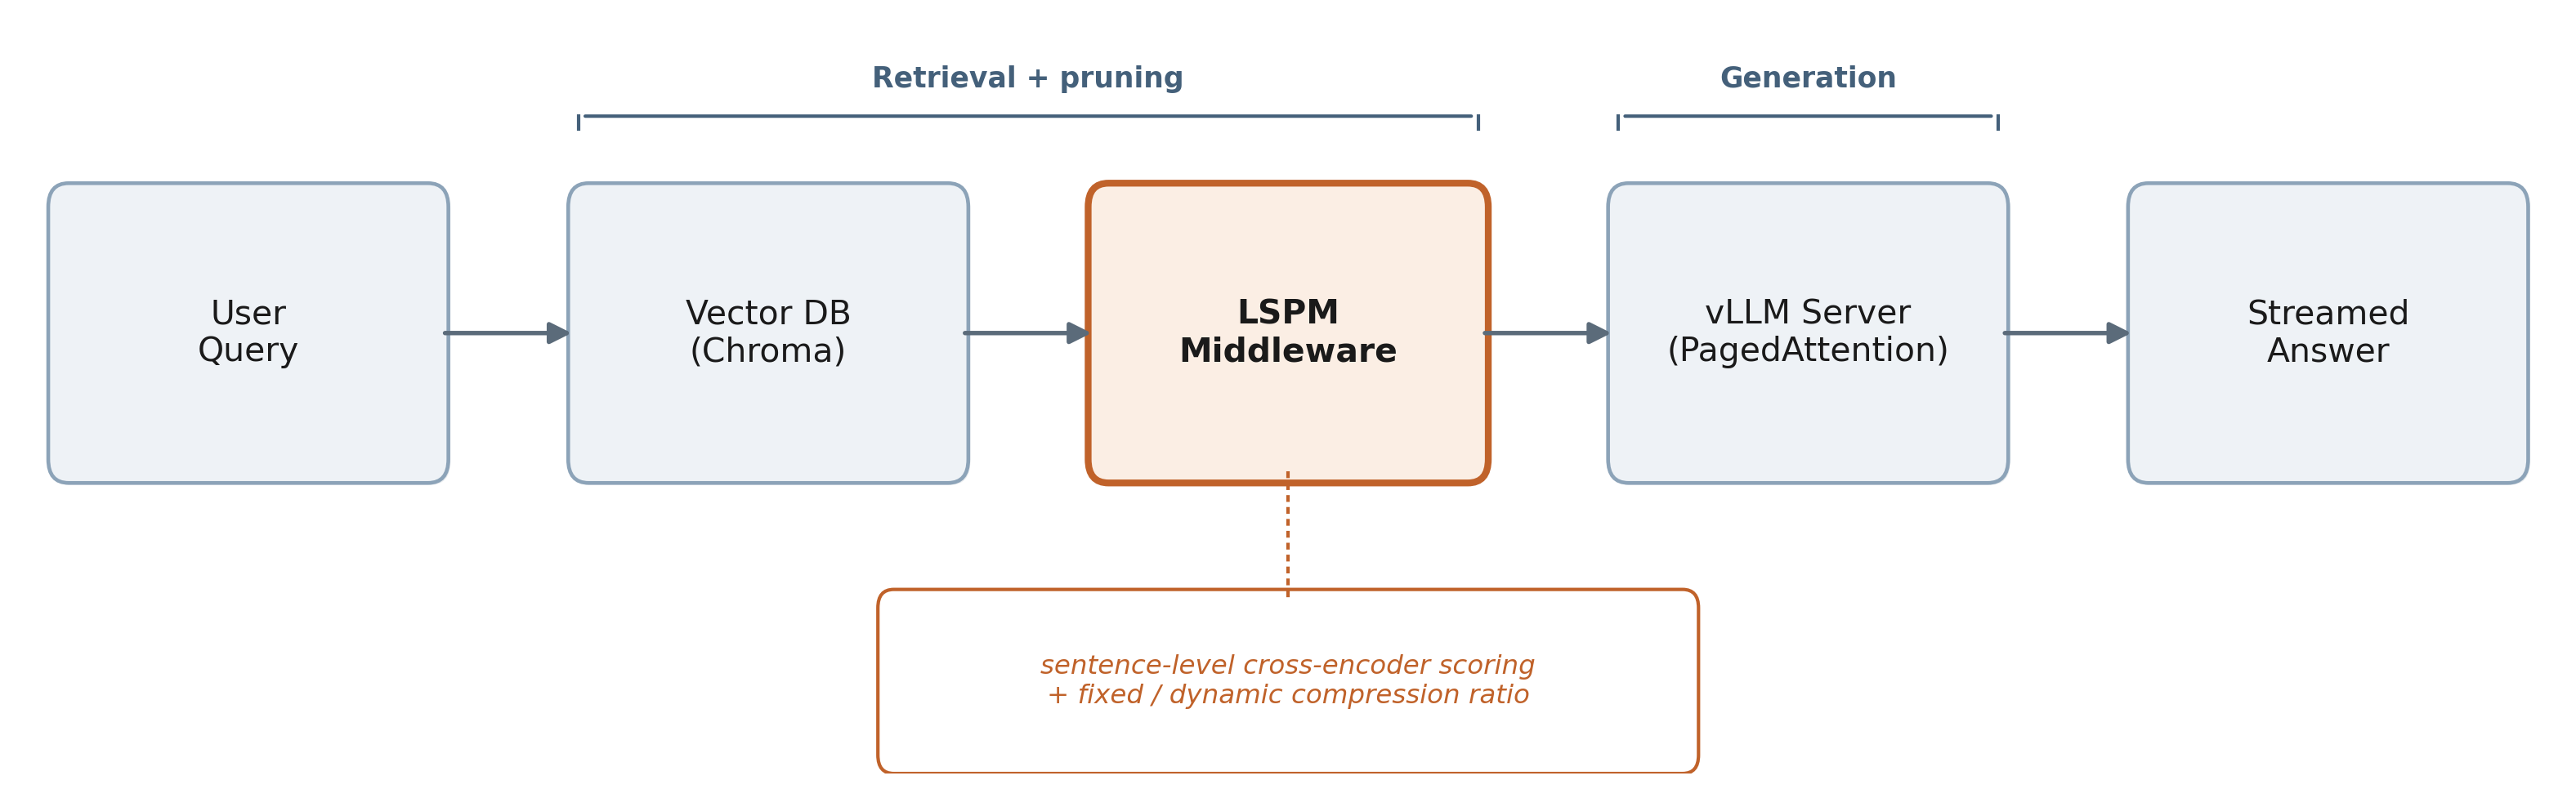 Retrieval + pruning
Generation
User
Query
Vector DB
(Chroma)
LSPM
Middleware
vLLM Server
(PagedAttention)
Streamed
Answer
sentence-level cross-encoder scoring
+ fixed / dynamic compression ratio